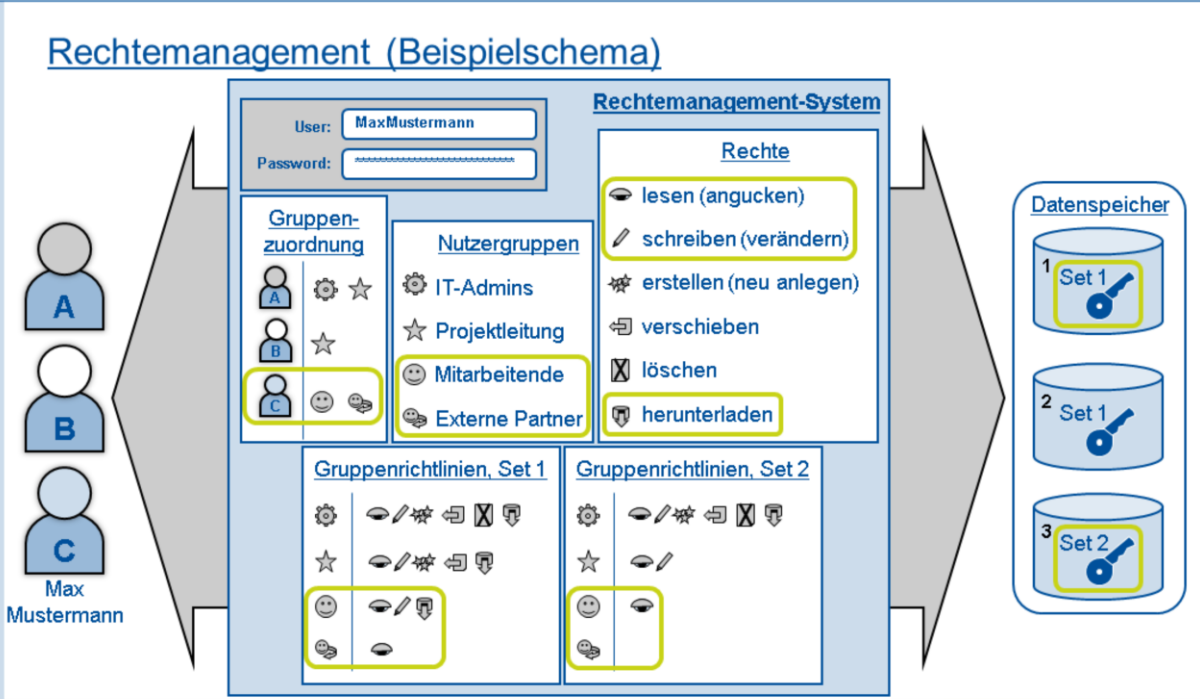 Rechtemanagement (Beispielschema)
Rechtemanagement-System
User:
MaxMustermann
Password:
****************************
Gruppen-
zuordnung
A
B
C
Nutzergruppen
IT-Admins
Projektleitung
Mitarbeitende
Externe Partner
Rechte
lesen (angucken)
schreiben (verändern)
erstellen (neu anlegen)
verschieben
löschen
herunterladen
Gruppenrichtlinien, Set 1
Gruppenrichtlinien, Set 2
A
B
C
Max
Mustermann
Datenspeicher
1
Set 1
2
Set 1
3
Set 2